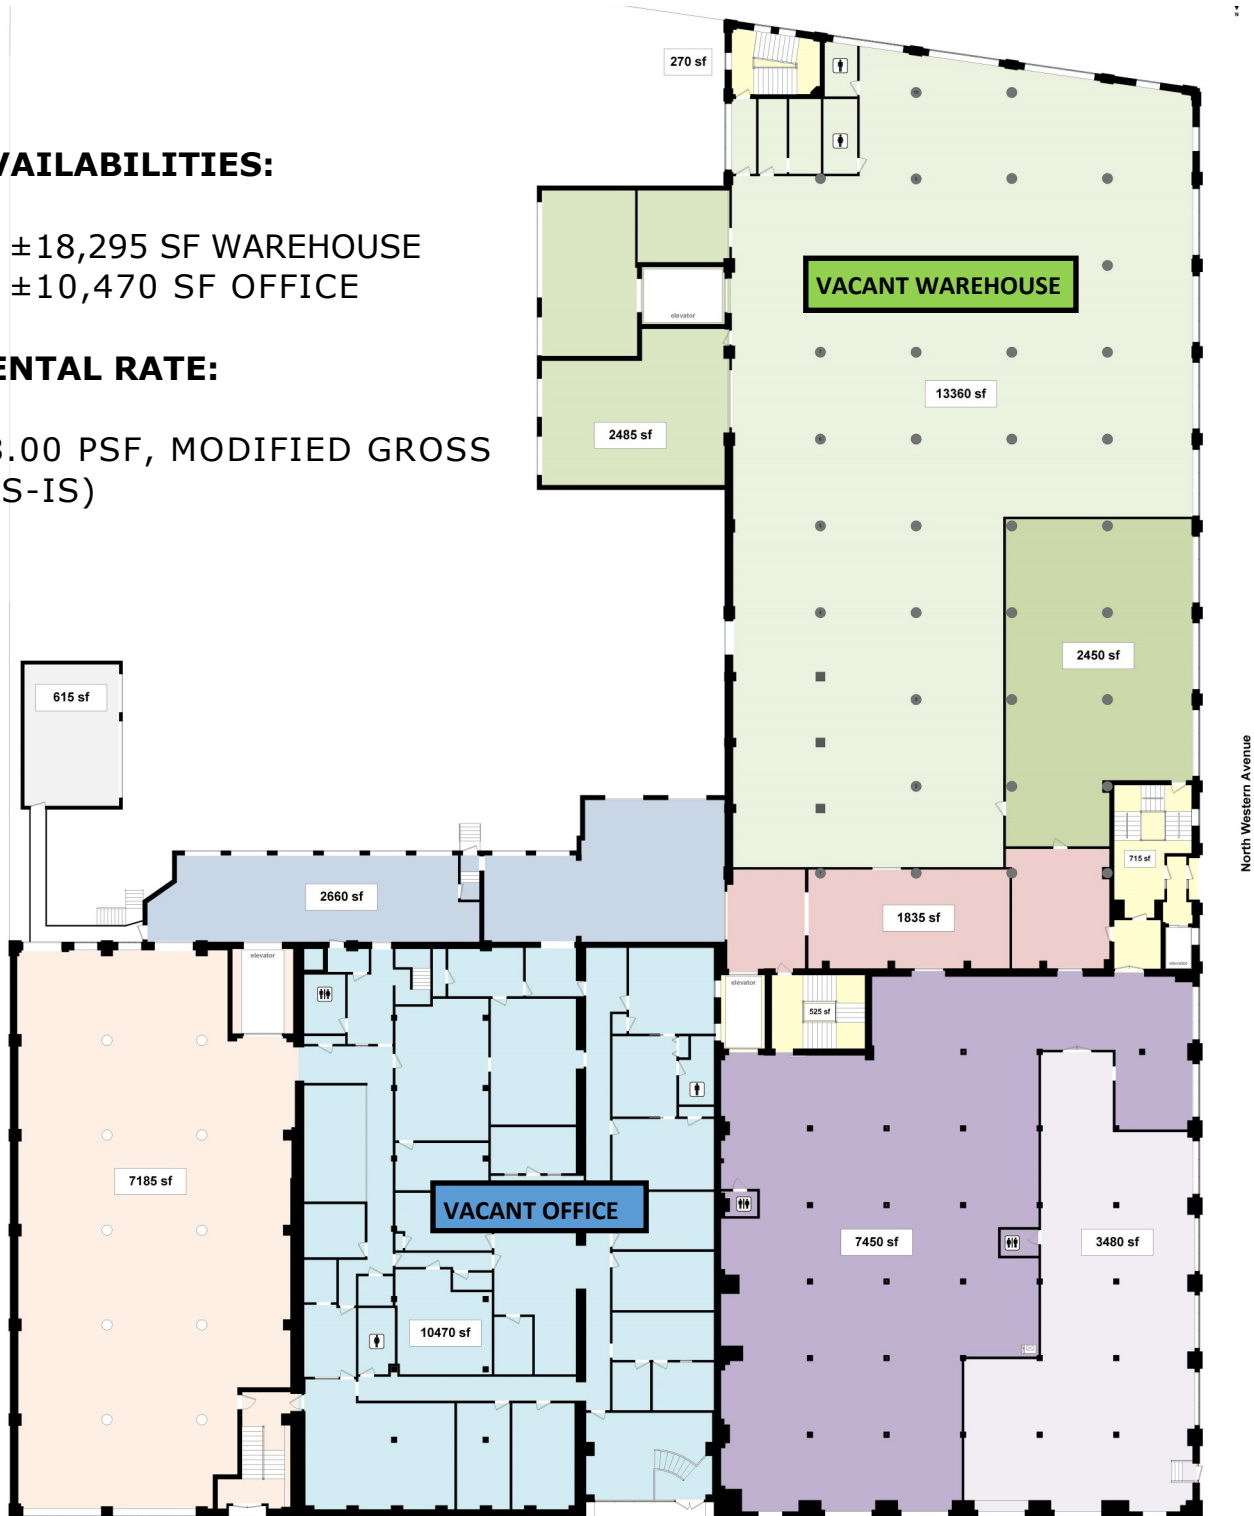 N
270 sf
VAILABILITIES:
±18,295 SF WAREHOUSE
±10,470 SF OFFICE
VACANT WAREHOUSE
elevator
ENTAL RATE:
13360 sf
.00 PSF, MODIFIED GROSS
2485 sf
S-IS)
2450 sf
615 sf
North Western Avenue
715 sf
2660 sf
1835 sf
elevator
elevator
elevator
525 sf
7185 sf
VACANT OFFICE
7450 sf
3480 sf
10470 sf